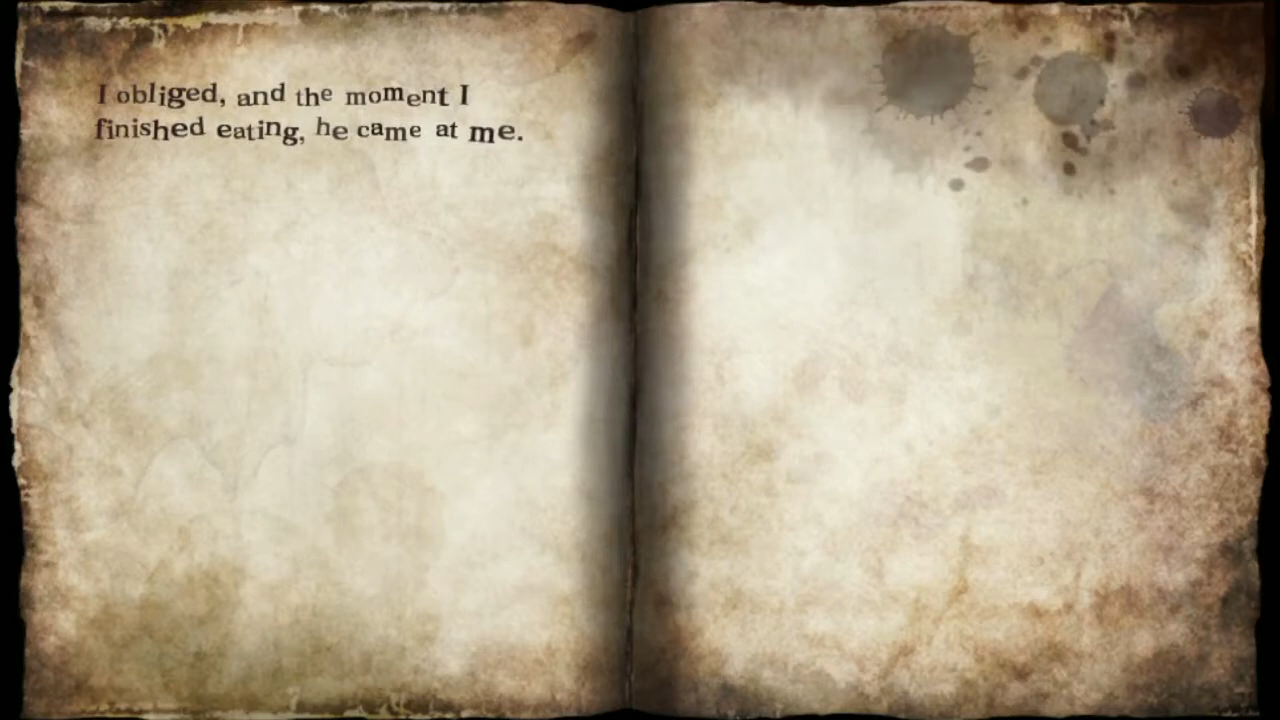 I obliged, and the moment I
finished eating, he came at me.